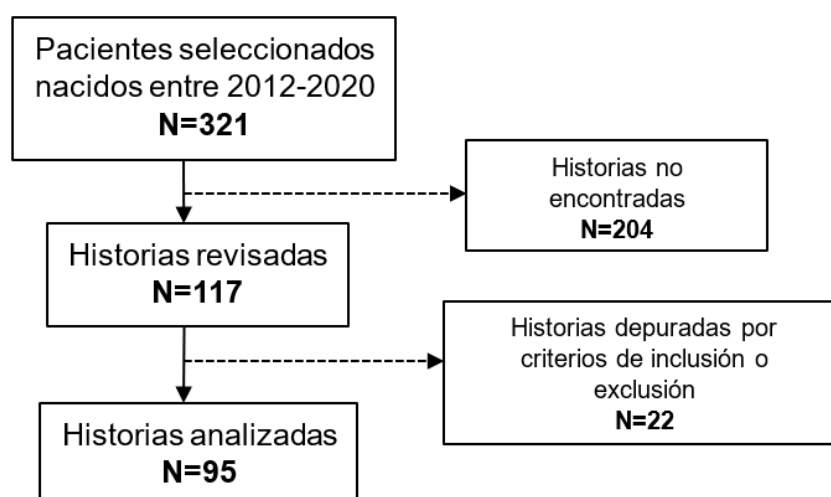 Pacientes seleccionados
nacidos entre 2012-2020
N=321
Historias no
encontradas
N=204
Historias revisadas
N=117
Historias depuradas por
criterios de inclusión o
exclusión
N=22
Historias analizadas
N=95